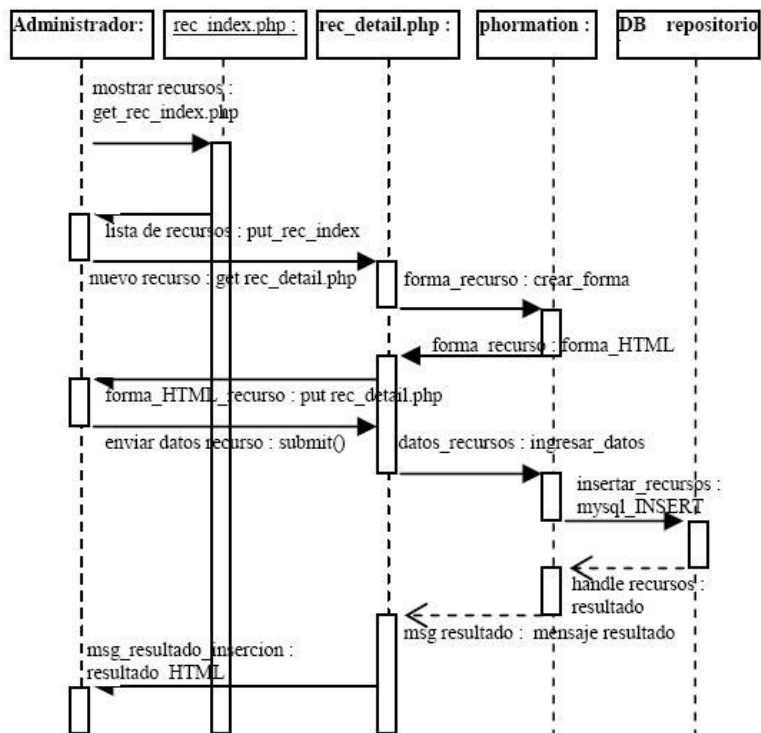 Administrador:
rec_index.php :
rec_detail.php :
phormation :
DB repositorio
mostrar recursos :
get_rec_index.php
lista de recursos : put_rec_index
nuevo recurso : get rec_detail.php
forma_recurso : crear_forma
forma_recurso : forma_HTML
forma_HTML_recurso : put rec_detail.php
enviar datos recurso : submit()
datos_recursos : ingresar_datos
insertar_recursos :
mysql_INSERT
handle recursos :
resultado
msg resultado : mensaje resultado
msg_resultado_insercion :
resultado_HTML